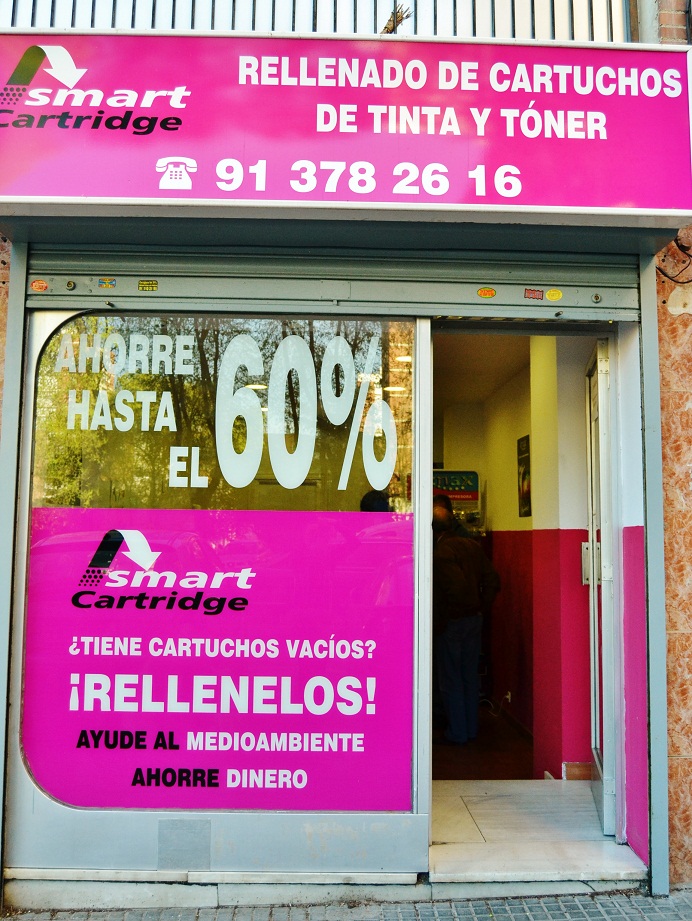 smart
Cartridge
RELLENADO DE CARTUCHOS
DE TINTA Y TÓNER
91 378 26 16
AHORRE
HASTA
EL 60%
smart
Cartridge
¿TIENE CARTUCHOS VACÍOS?
¡RELLENELOS!
AYUDE AL MEDIOAMBIENTE
AHORRE DINERO